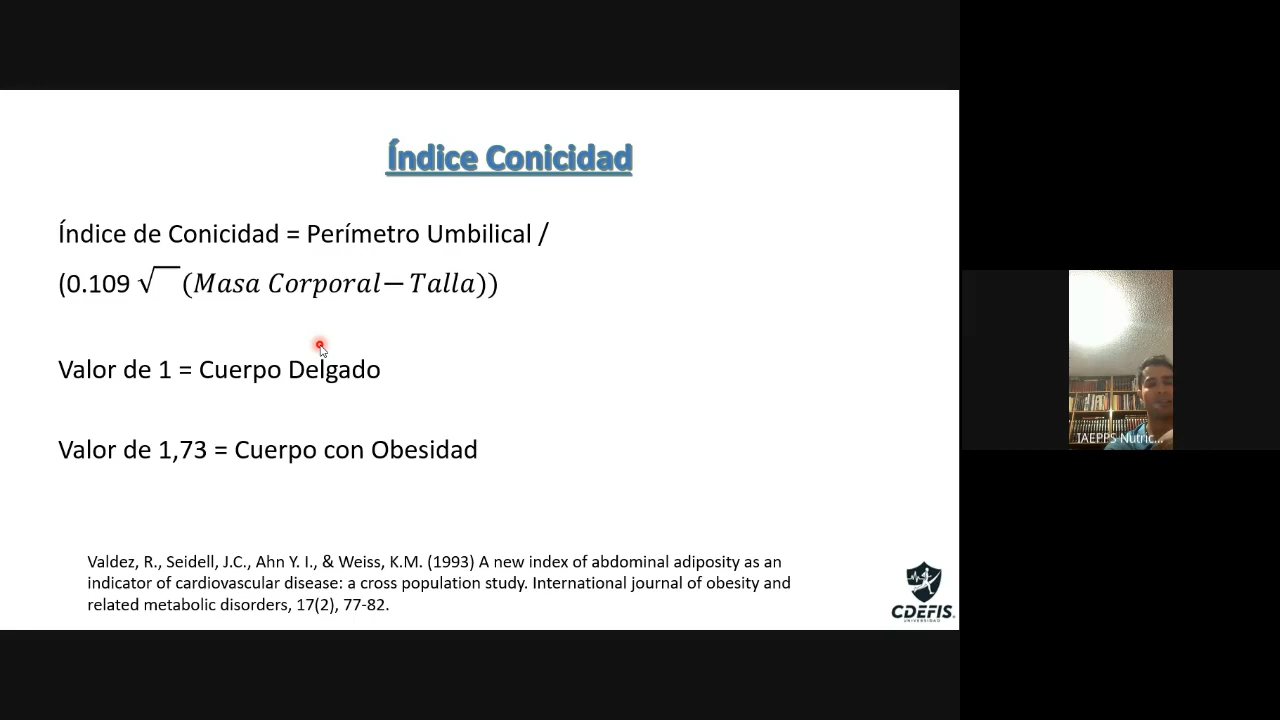 Índice Conicidad
Índice de Conicidad = Perímetro Umbilical /
(0.109 √‾(Masa Corporal− Talla))
Valor de 1 = Cuerpo Delgado
Valor de 1,73 = Cuerpo con Obesidad
Valdez, R., Seidell, J.C., Ahn Y. I., & Weiss, K.M. (1993) A new index of abdominal adiposity as an
indicator of cardiovascular disease: a cross population study. International journal of obesity and
related metabolic disorders, 17(2), 77-82.
CDEFIS.
UNIVERSIDAD
IAEPPS Nutric...